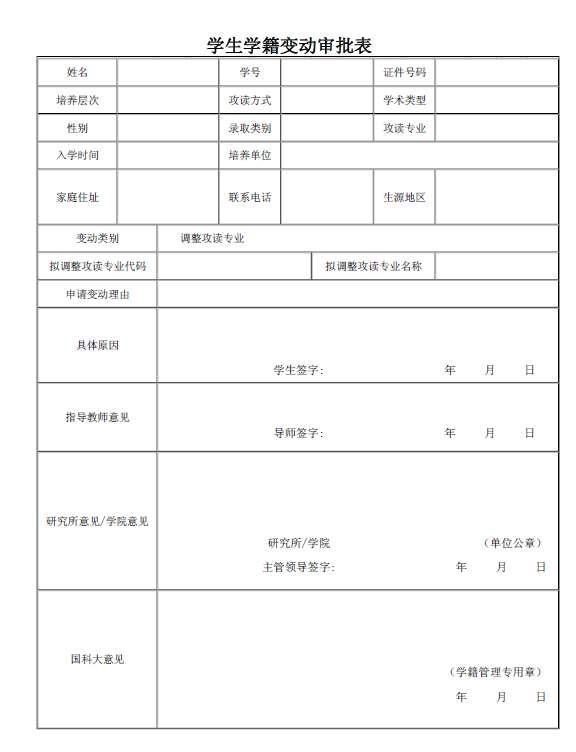 学生学籍变动审批表
姓名 学号 证件号码
培养层次 攻读方式 学术类型
性别 录取类别 攻读专业
入学时间 培养单位
家庭住址 联系电话 生源地区
变动类别 调整攻读专业
拟调整攻读专业代码 拟调整攻读专业名称
申请变动理由
具体原因
学生签字: 年 月 日
指导教师意见
导师签字: 年 月 日
研究所意见/学院意见
研究所/学院 （单位公章）
主管领导签字: 年 月 日
国科大意见
（学籍管理专用章）
年 月 日